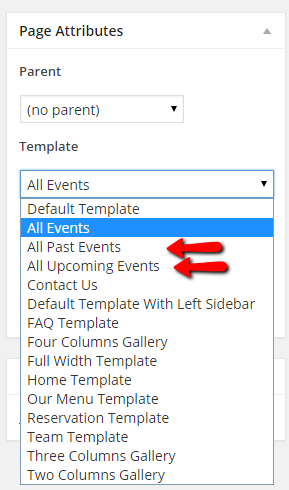 Page Attributes
Parent
(no parent)
Template
All Events
Default Template
All Events
All Past Events
All Upcoming Events
Contact Us
Default Template With Left Sidebar
FAQ Template
Four Columns Gallery
Full Width Template
Home Template
Our Menu Template
Reservation Template
Team Template
Three Columns Gallery
Two Columns Gallery